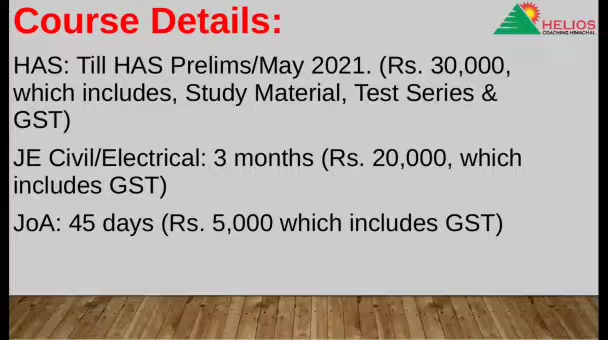 Course Details:
HELIOS
COACHING HIMACHAL
HAS: Till HAS Prelims/May 2021. (Rs. 30,000,
which includes, Study Material, Test Series &
GST)
JE Civil/Electrical: 3 months (Rs. 20,000, which
includes GST)
JoA: 45 days (Rs. 5,000 which includes GST)